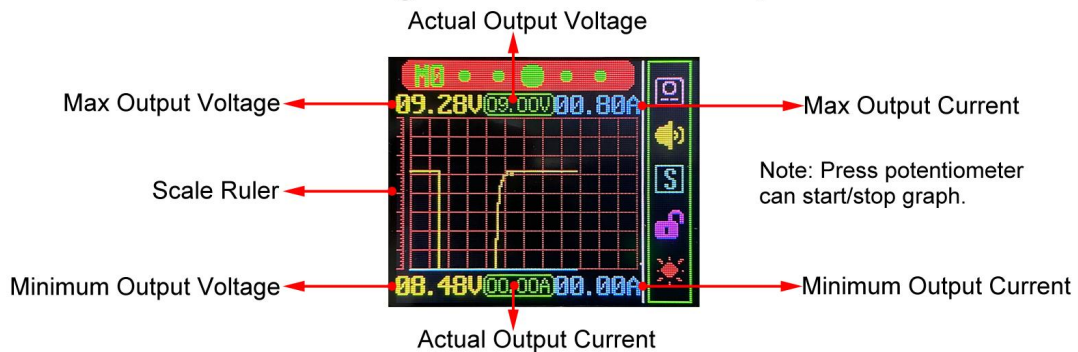 Actual Output Voltage
M0
Max Output Voltage
09.28V
09.00V
00.80A
Max Output Current
Note: Press potentiometer
can start/stop graph.
S
Scale Ruler
Minimum Output Voltage
08.48V
00.00A
00.00A
Minimum Output Current
Actual Output Current